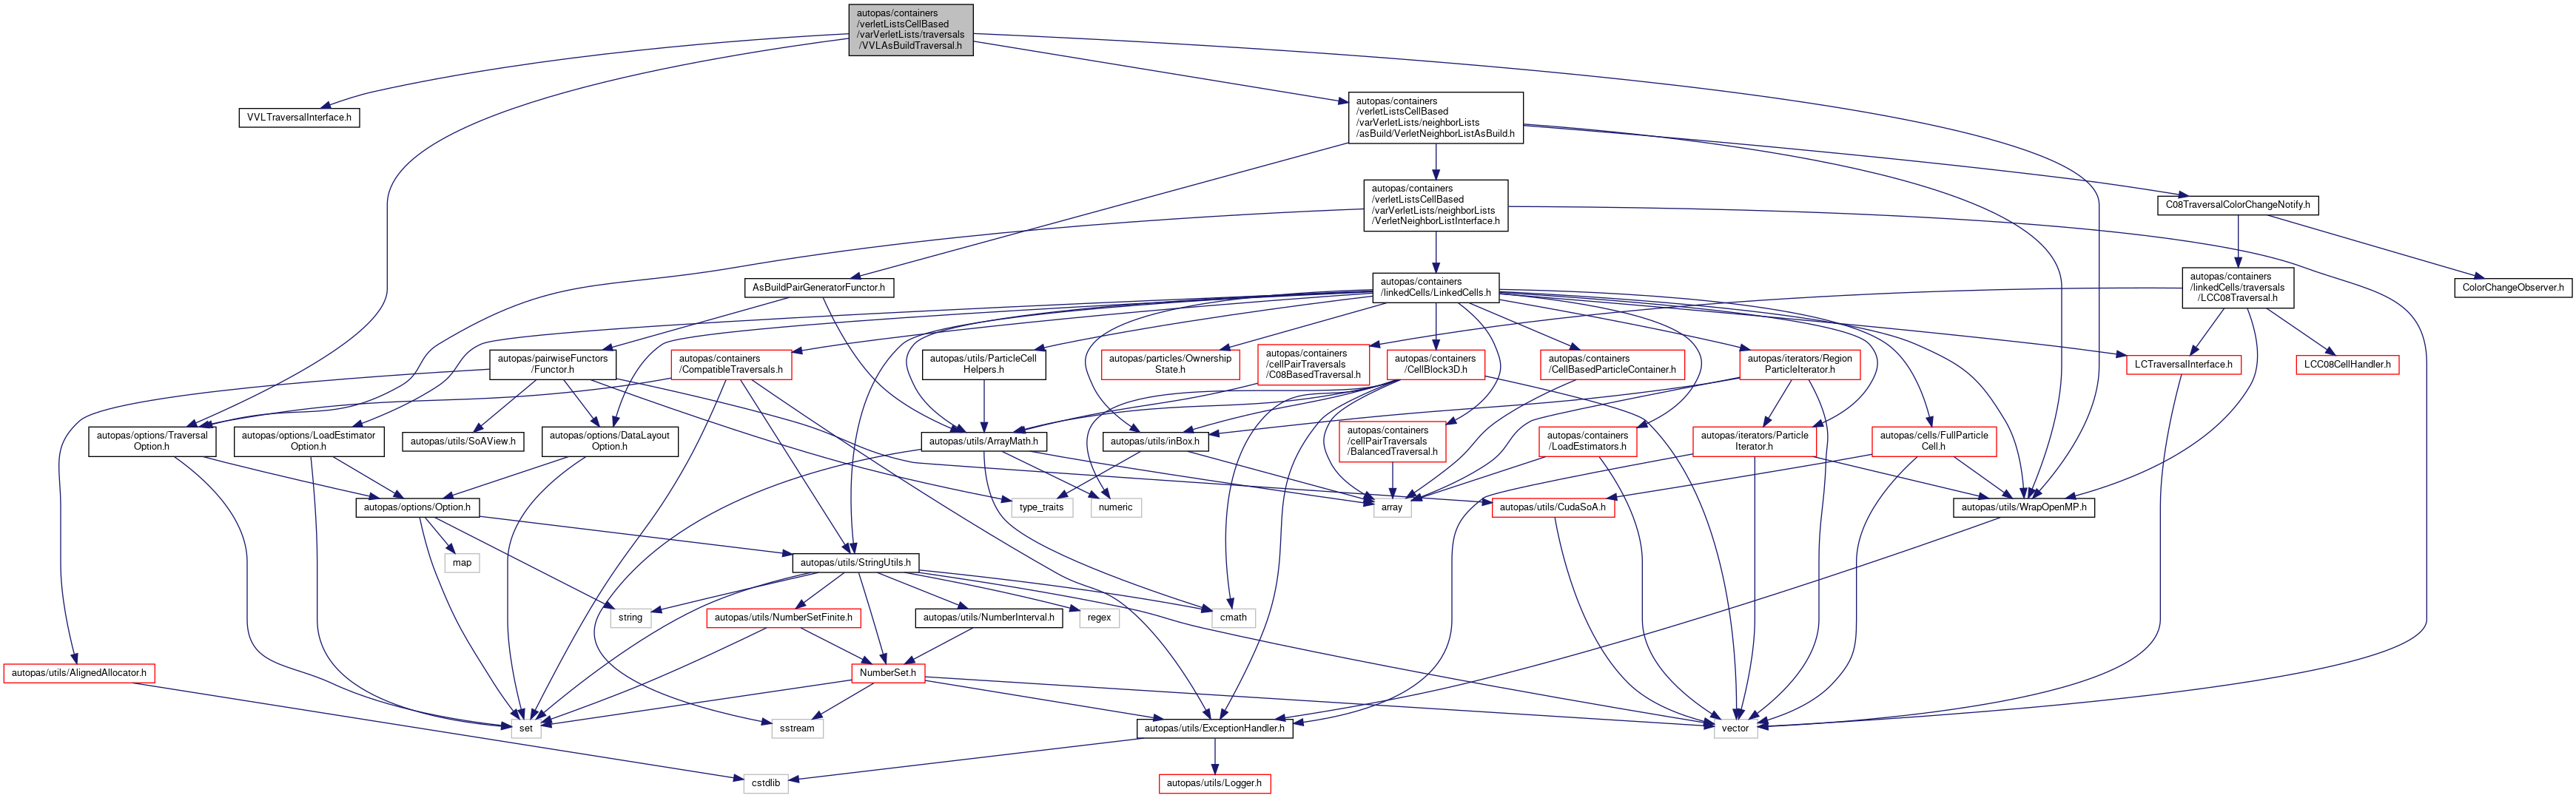 autopas/containers
/verletListsCellBased
/varVerletLists/traversals
/VVLAsBuildTraversal.h
VVLTraversalInterface.h
autopas/containers
/verletListsCellBased
/varVerletLists/neighborLists
/asBuild/VerletNeighborListAsBuild.h
autopas/containers
/verletListsCellBased
/varVerletLists/neighborLists
/VerletNeighborListInterface.h
C08TraversalColorChangeNotify.h
AsBuildPairGeneratorFunctor.h
autopas/containers
/linkedCells/LinkedCells.h
autopas/containers
/linkedCells/traversals
/LCC08Traversal.h
ColorChangeObserver.h
autopas/pairwiseFunctors
/Functor.h
autopas/containers
/CompatibleTraversals.h
autopas/utils/ParticleCell
Helpers.h
autopas/particles/Ownership
State.h
autopas/containers
/cellPairTraversals
/C08BasedTraversal.h
autopas/containers
/CellBlock3D.h
autopas/containers
/CellBasedParticleContainer.h
autopas/iterators/Region
ParticleIterator.h
LCTraversalInterface.h
LCC08CellHandler.h
autopas/options/Traversal
Option.h
autopas/options/LoadEstimator
Option.h
autopas/utils/SoAView.h
autopas/options/DataLayout
Option.h
autopas/utils/ArrayMath.h
autopas/utils/inBox.h
autopas/containers
/cellPairTraversals
/BalancedTraversal.h
autopas/containers
/LoadEstimators.h
autopas/iterators/Particle
Iterator.h
autopas/cells/FullParticle
Cell.h
autopas/options/Option.h
type_traits
numeric
array
autopas/utils/CudaSoA.h
autopas/utils/WrapOpenMP.h
map
autopas/utils/StringUtils.h
string
autopas/utils/NumberSetFinite.h
autopas/utils/NumberInterval.h
regex
cmath
autopas/utils/AlignedAllocator.h
NumberSet.h
set
sstream
autopas/utils/ExceptionHandler.h
vector
cstdlib
autopas/utils/Logger.h